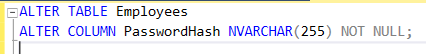 ALTER TABLE Employees
ALTER COLUMN PasswordHash NVARCHAR(255) NOT NULL;